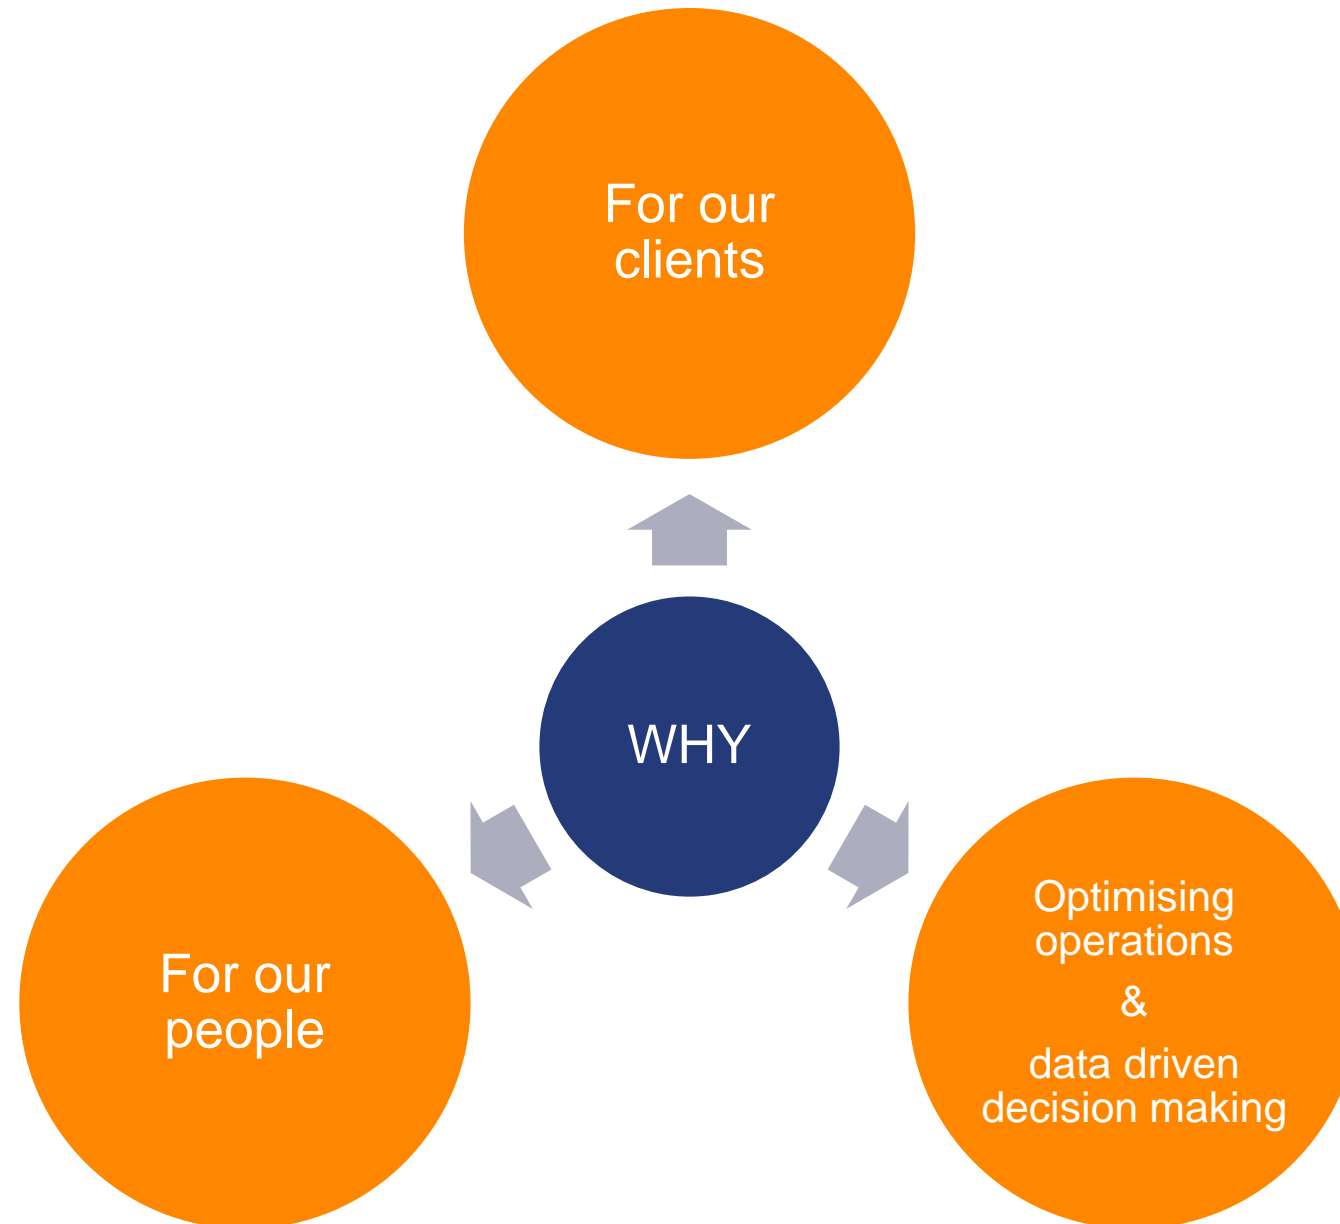 For our
clients
WHY
For our
people
Optimising
operations
&
data driven
decision making